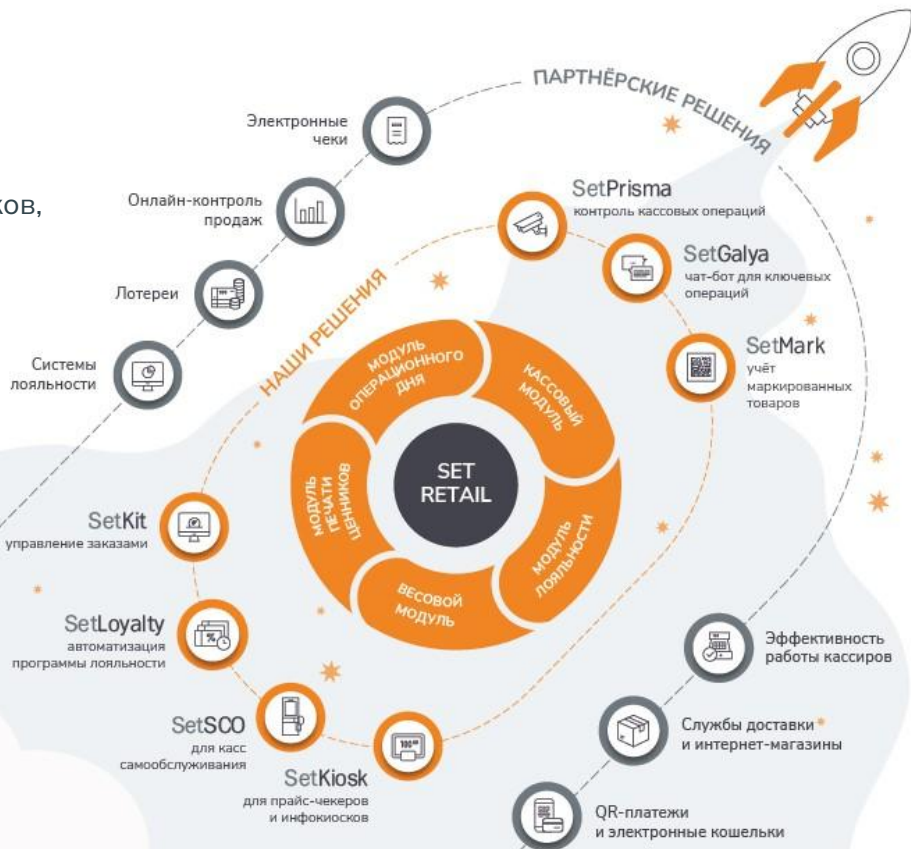 ПАРТНЁРСКИЕ РЕШЕНИЯ
Электронные
чеки
ков,
Онлайн-контроль
продаж
Лотереи
Системы
лояльности
НАШИ РЕШЕНИЯ
SetPrisma
контроль кассовых операций
SetGalya
чат-бот для ключевых
операций
SetMark
учёт
маркированных
товаров
МОДУЛЬ
ОПЕРАЦИОННОГО
ДНЯ
КАССОВЫЙ
МОДУЛЬ
МОДУЛЬ
ПЕЧАТИ
ЦЕННИКОВ
SET
RETAIL
МОДУЛЬ
ЛОЯЛЬНОСТИ
ВЕСОВОЙ
МОДУЛЬ
SetKit
управление заказами
SetLoyalty
автоматизация
программы лояльности
SetSCO
для касс
самообслуживания
SetKiosk
для прайс-чекеров
и инфокиосков
Эффективность
работы кассиров
Службы доставки
и интернет-магазины
QR-платежи
и электронные кошельки